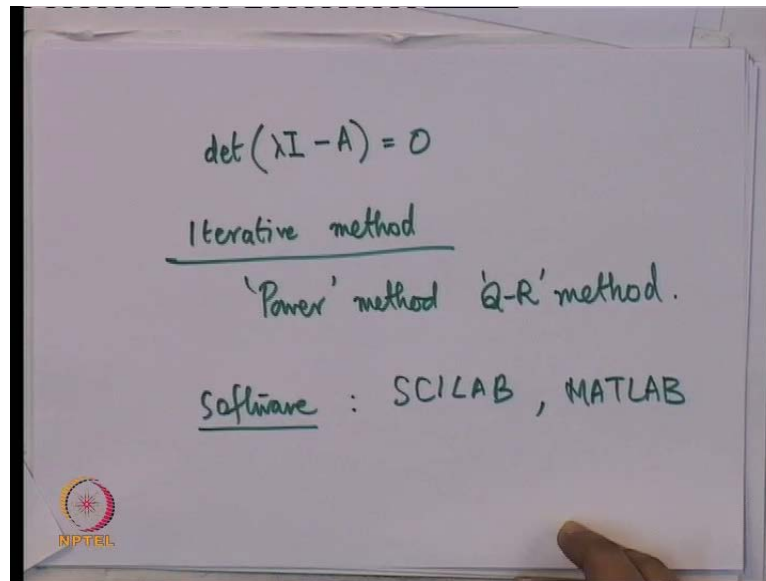 det(λI - A) = 0
Iterative method
'Power' method 'Q-R' method.
Software : SCILAB , MATLAB
NPTEL